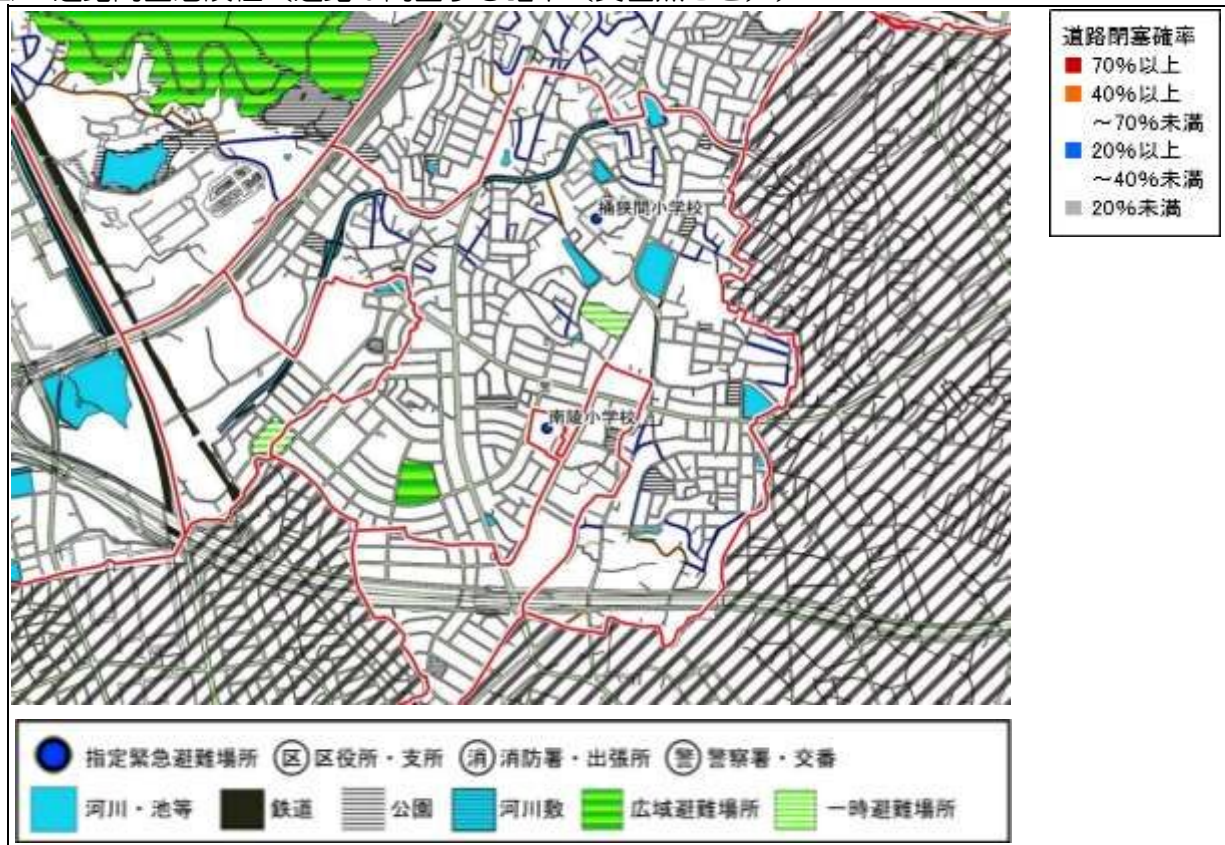 道路閉塞確率
70%以上
40%以上
～70%未満
20%以上
～40%未満
20%未満
桶狭間小学校
南陵小学校
指定緊急避難場所 区 区役所・支所 消 消防署・出張所 警 警察署・交番
河川・池等 鉄道 公園 河川敷 広域避難場所 一時避難場所